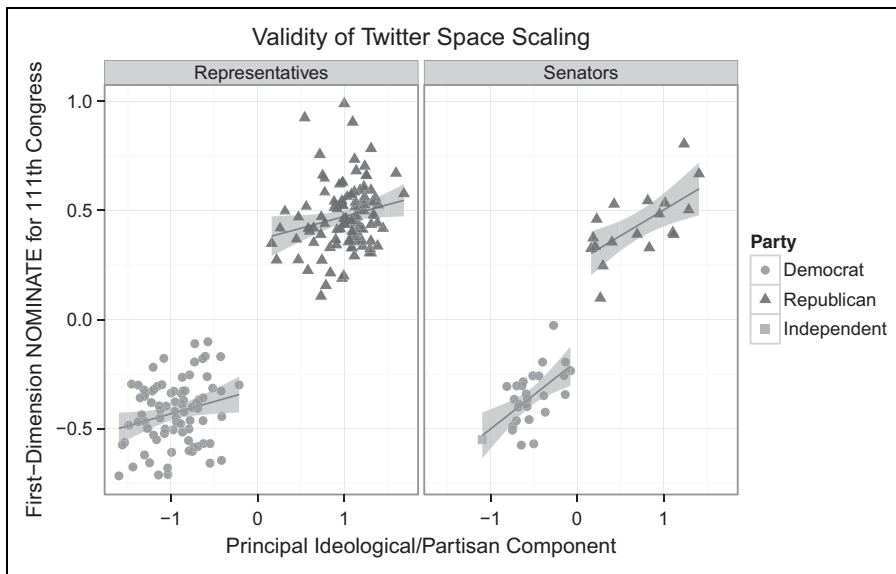 Validity of Twitter Space Scaling
Representatives
Senators
First−Dimension NOMINATE for 111th Congress
1.0
0.5
0.0
−0.5
−1
0
1
−1
0
1
Principal Ideological/Partisan Component
Party
Democrat
Republican
Independent